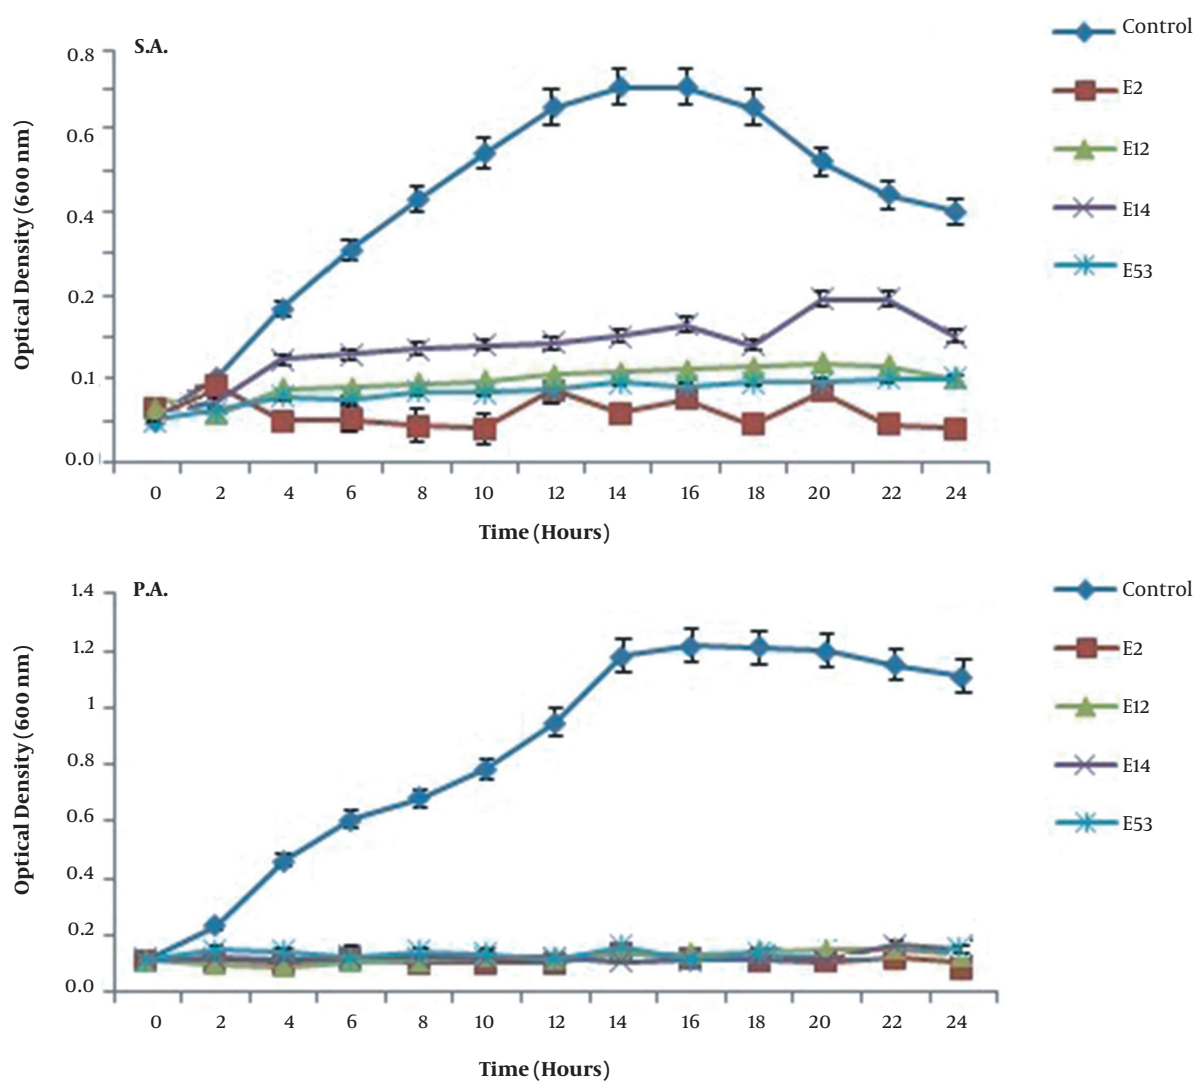 S.A.
Optical Density (600 nm)
0.8
0.6
0.4
0.2
0.1
0.0
0 2 4 6 8 10 12 14 16 18 20 22 24
Time (Hours)
Control
E2
E12
E14
E53
P.A.
Optical Density (600 nm)
1.4
1.2
1
0.8
0.6
0.4
0.2
0.0
0 2 4 6 8 10 12 14 16 18 20 22 24
Time (Hours)
Control
E2
E12
E14
E53